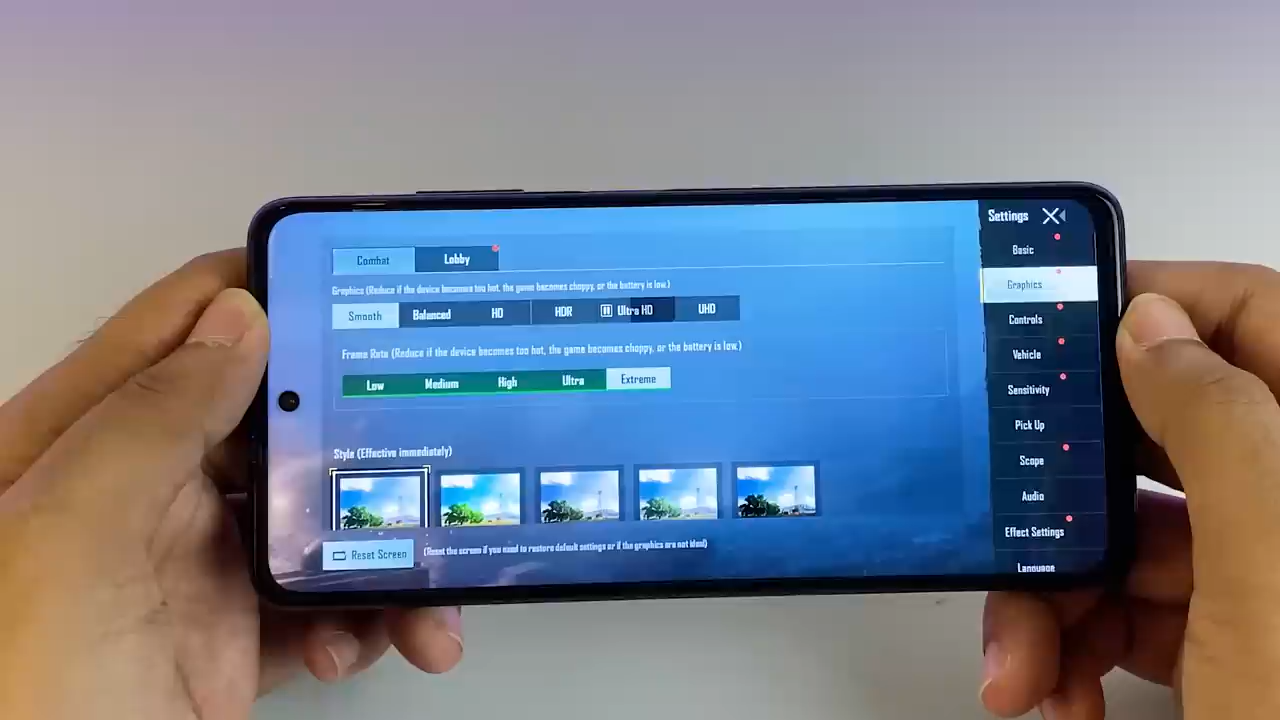 Settings
Combat
Lobby
Graphics (Reduce if the device becomes too hot, the game becomes choppy, or the battery is low.)
Smooth
Balanced
HD
HDR
Ultra HD
UHD
Frame Rate (Reduce if the device becomes too hot, the game becomes choppy, or the battery is low.)
Low
Medium
High
Ultra
Extreme
Style (Effective immediately)
Reset Screen
(Reset the screen if you need to restore default settings or if the graphics are not ideal)
Basic
Graphics
Controls
Vehicle
Sensitivity
Pick Up
Scope
Audio
Effect Settings
Language